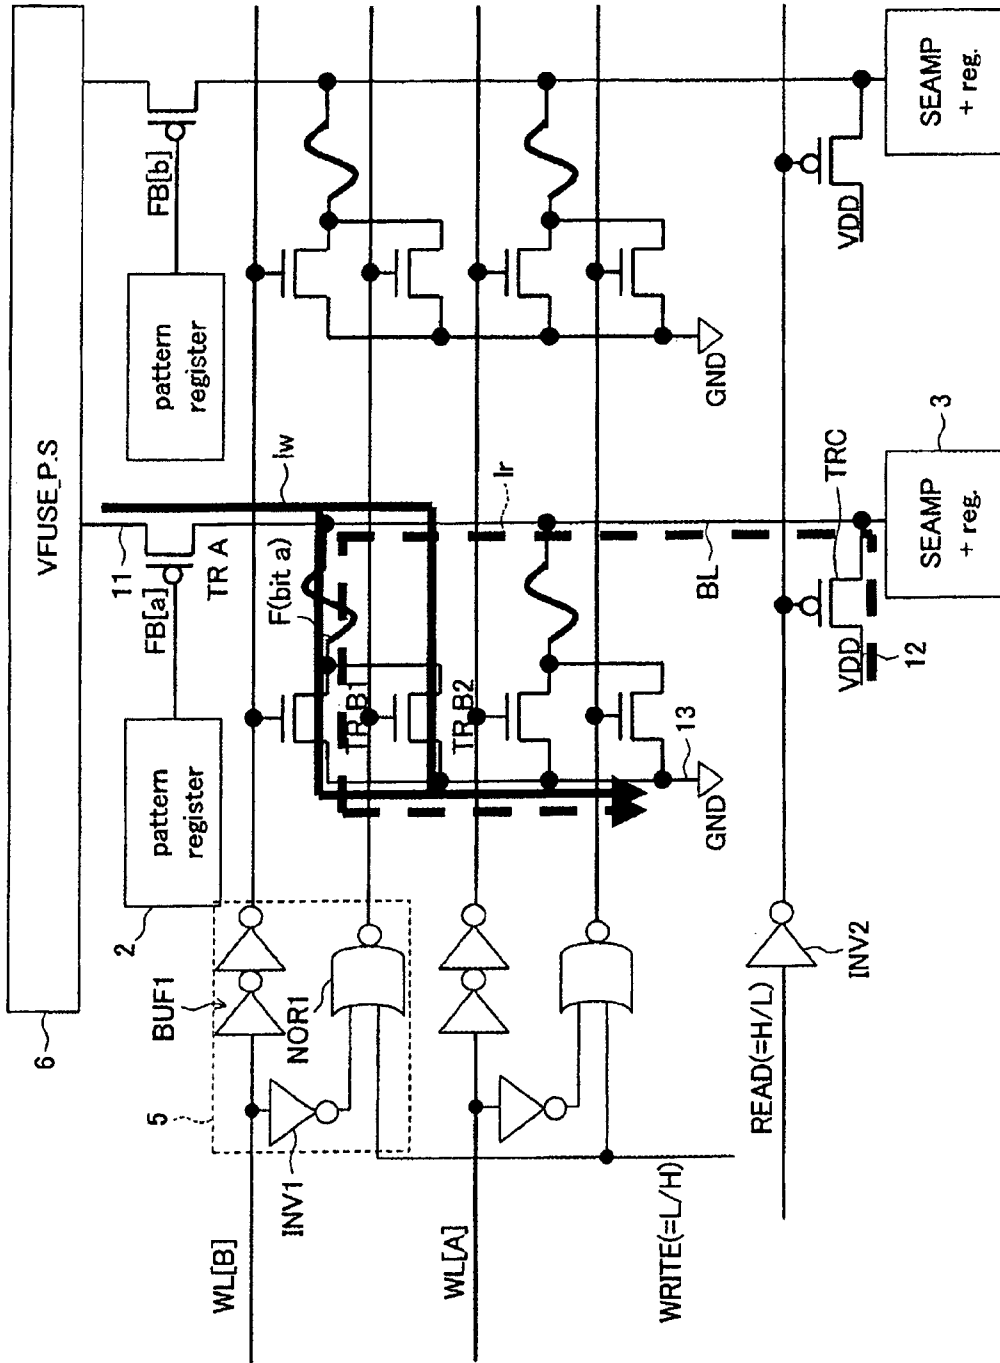 VFUSE_P.S
6
11
FB[a]
TR A
pattern
register
2
FB[b]
pattern
register
BUF1
5
NOR1
INV1
WL[B]
F(bit a)
Iw
TR B1
TR B2
Ir
BL
WL[A]
WRITE(=L/H)
13
GND
GND
READ(=H/L)
INV2
VDD
12
TRC
3
SEAMP
+ reg.
VDD
SEAMP
+ reg.